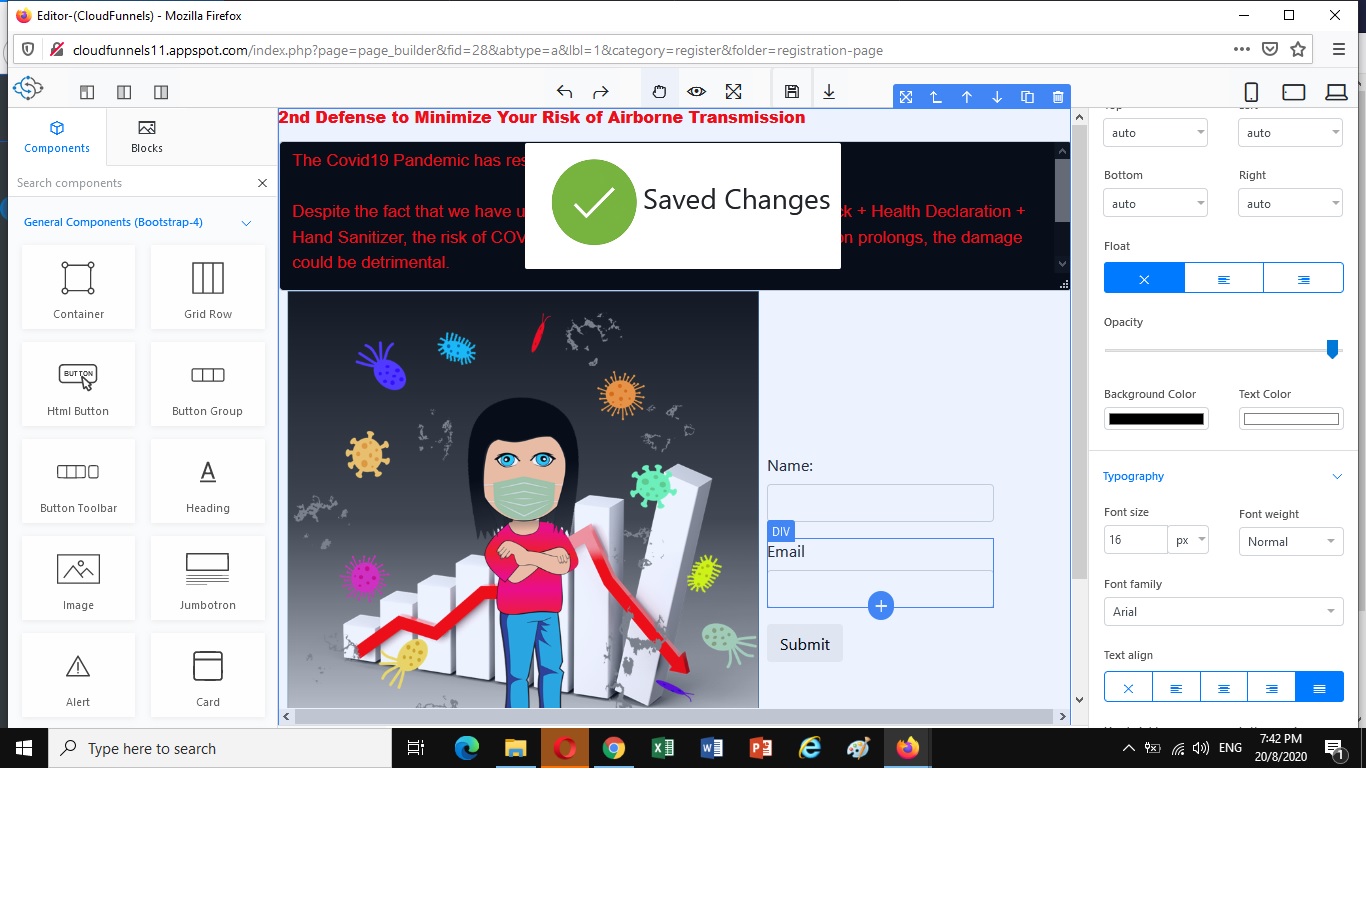 Editor-(CloudFunnels) - Mozilla Firefox
cloudfunnels11.appspot.com/index.php?page=page_builder&fid=28&abtype=a&lbl=1&category=register&folder=registration-page
Components
Blocks
Search components
General Components (Bootstrap-4)
Container
Grid Row
BUTTON
Html Button
Button Group
Button Toolbar
Heading
Image
Jumbotron
Alert
Card
2nd Defense to Minimize Your Risk of Airborne Transmission
The Covid19 Pandemic has res
Despite the fact that we have u
k + Health Declaration +
Hand Sanitizer, the risk of COV
on prolongs, the damage
could be detrimental.
Saved Changes
Name:
DIV
Email
Submit
auto
auto
Bottom
Right
auto
auto
Float
Opacity
Background Color
Text Color
Typography
Font size
Font weight
16
px
Normal
Font family
Arial
Text align
Type here to search
ENG
7:42 PM
20/8/2020
1